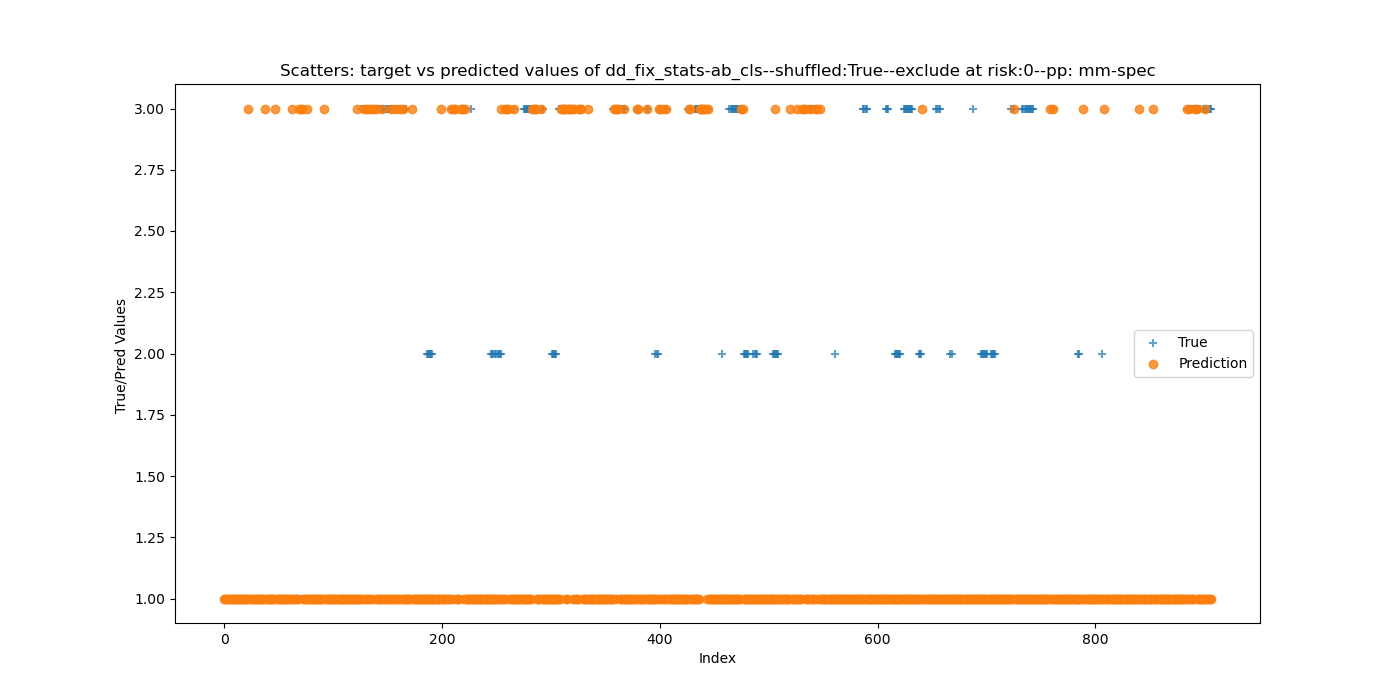 Scatters: target vs predicted values of dd_fix_stats-ab_cls--shuffled:True--exclude at risk:0--pp: mm-spec
True/Pred Values
3.00
2.75
2.50
2.25
2.00
1.75
1.50
1.25
1.00
True
Prediction
0 200 400 600 800
Index